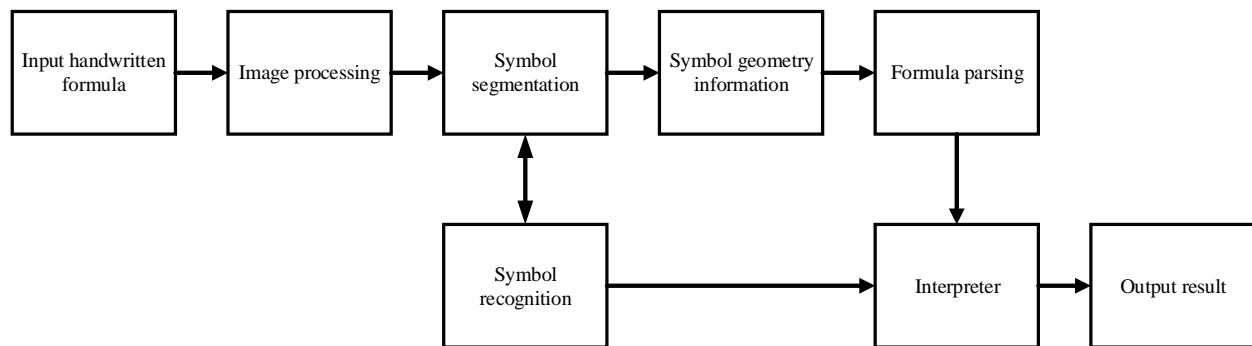 Input handwritten
formula
Image processing
Symbol
segmentation
Symbol geometry
information
Formula parsing
Symbol
recognition
Interpreter
Output result